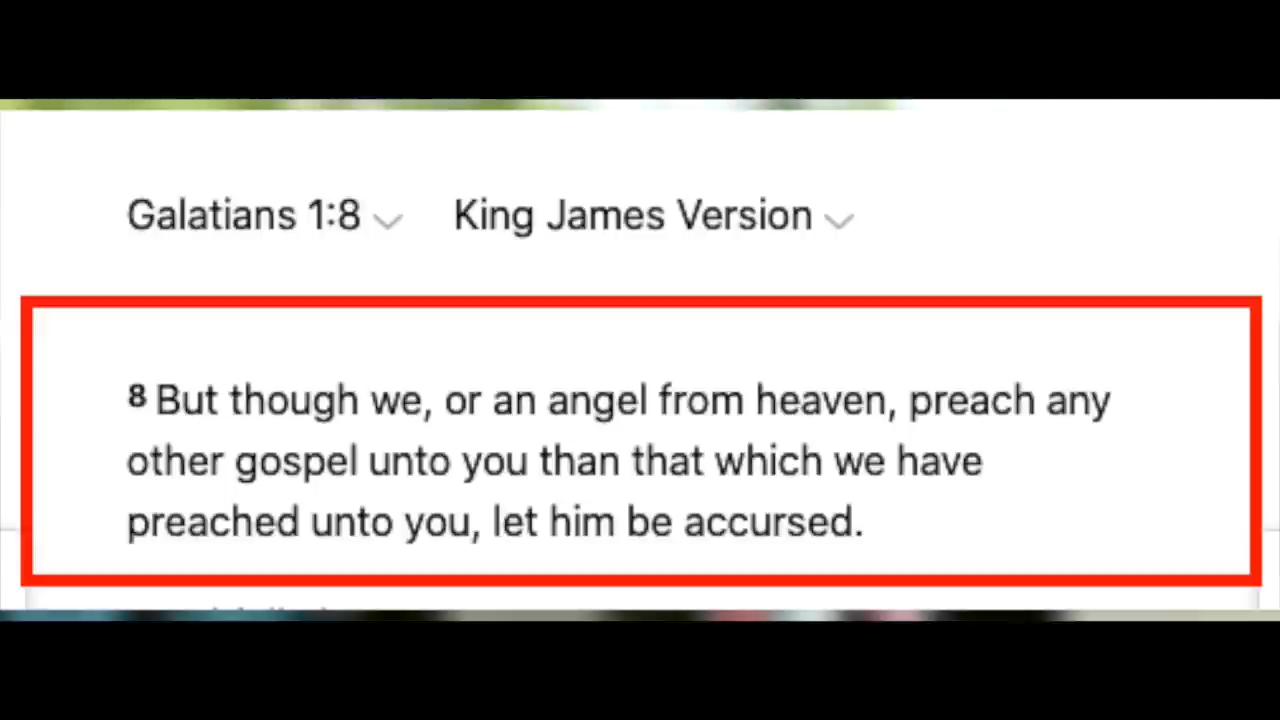 Galatians 1:8 King James Version
8 But though we, or an angel from heaven, preach any
other gospel unto you than that which we have
preached unto you, let him be accursed.